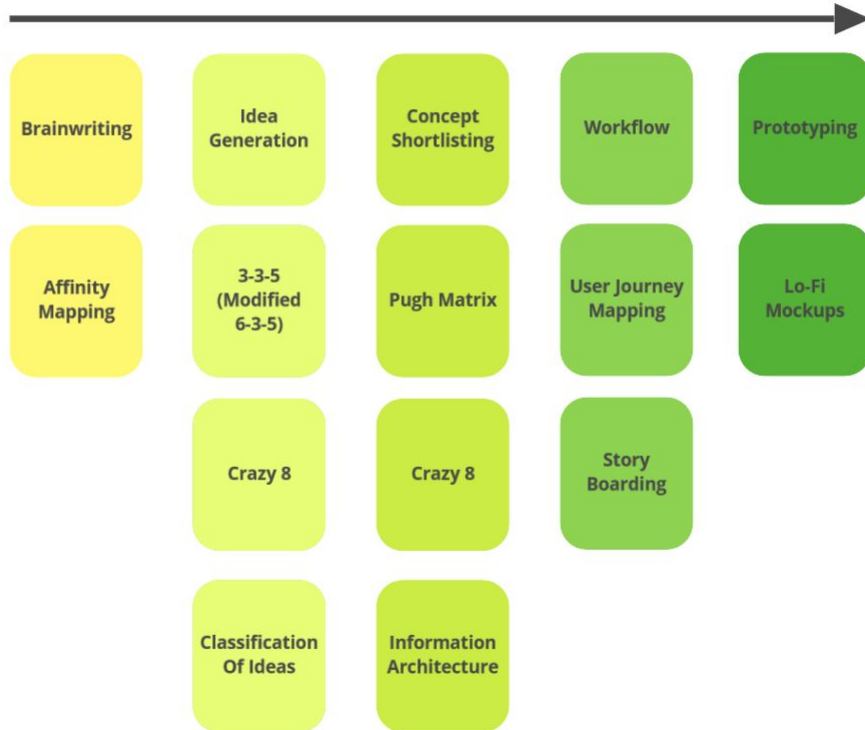 Brainwriting
Idea
Generation
Concept
Shortlisting
Workflow
Prototyping
Affinity
Mapping
3-3-5
(Modified
6-3-5)
Pugh Matrix
User Journey
Mapping
Lo-Fi
Mockups
Crazy 8
Crazy 8
Story
Boarding
Classification
Of Ideas
Information
Architecture